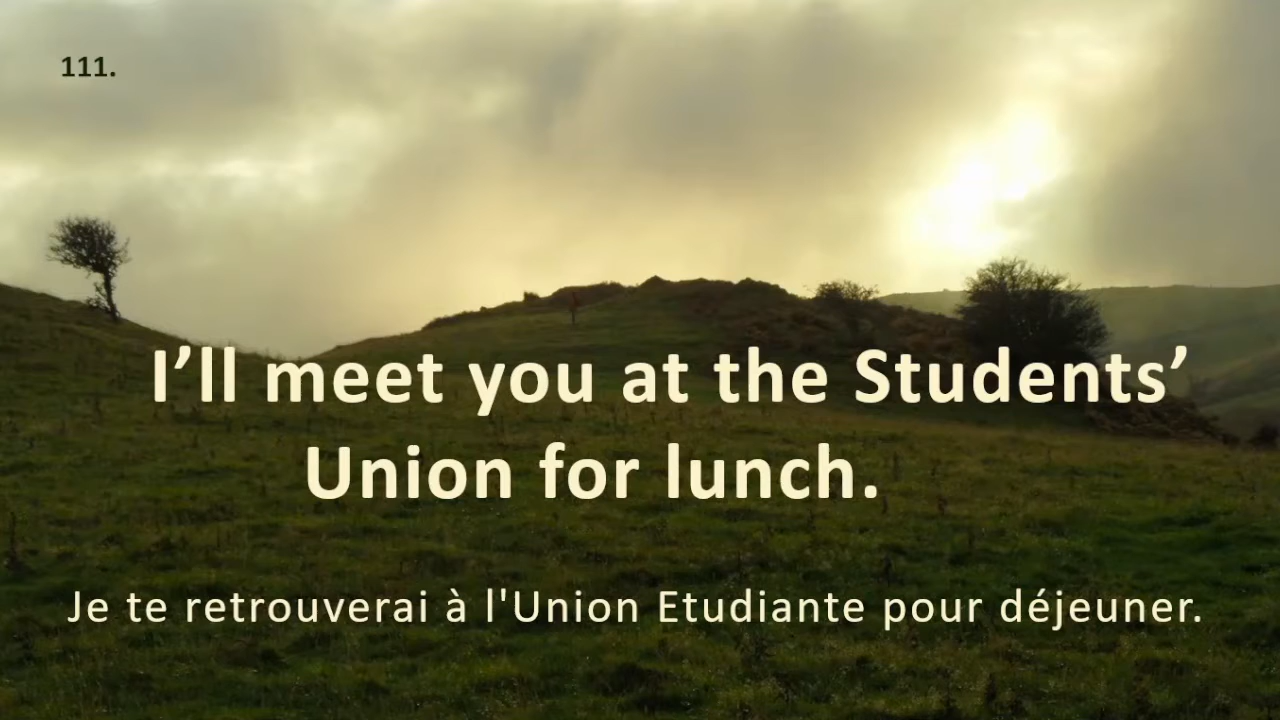 111.
I’ll meet you at the Students’
Union for lunch.
Je te retrouverai à l'Union Etudiante pour déjeuner.